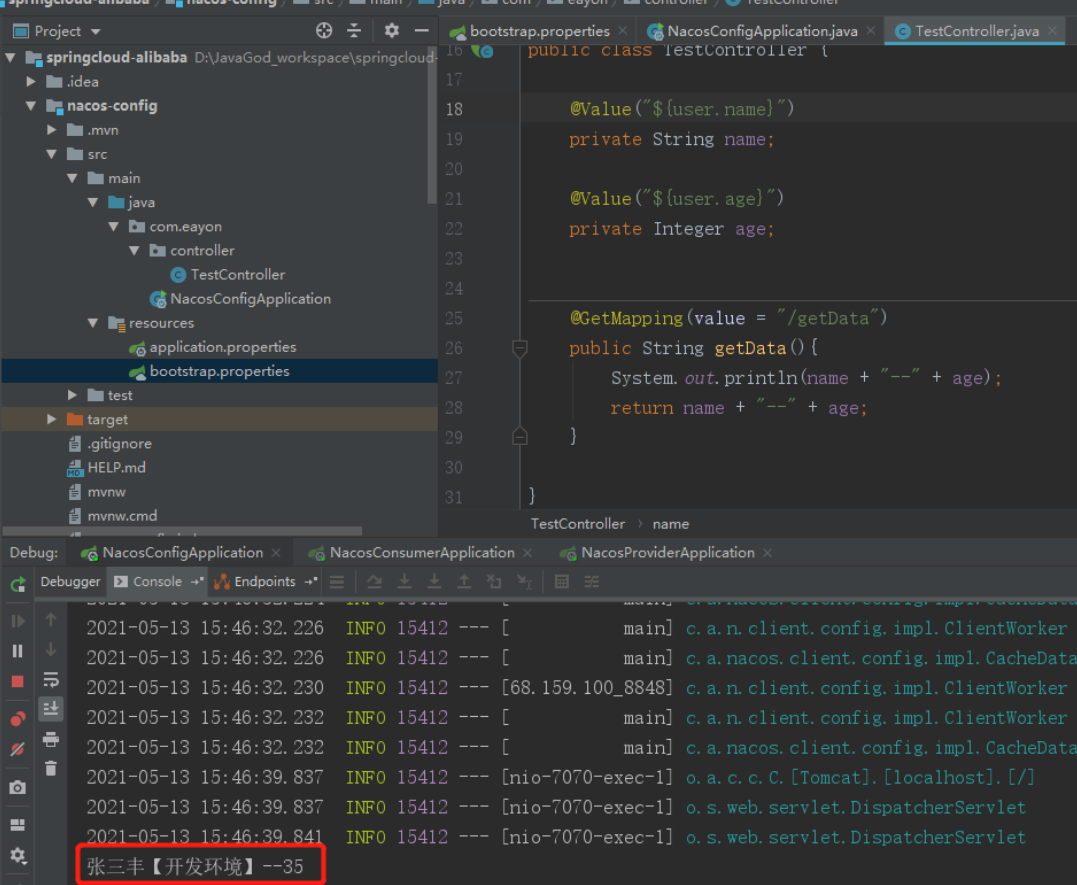 springcloud-alibaba nacos-config src main java com eayon controller TestController
Project
bootstrap.properties NacosConfigApplication.java TestController.java
springcloud-alibaba D:\JavaGod_workspace\springcloud-
.idea
nacos-config
.mvn
src
main
java
com.eayon
controller
TestController
NacosConfigApplication
resources
application.properties
bootstrap.properties
test
target
.gitignore
HELP.md
mvnw
mvnw.cmd
16 public class TestController {
17
18 @Value("${user.name}")
19 private String name;
20
21 @Value("${user.age}")
22 private Integer age;
23
24
25 @GetMapping(value = "/getData")
26 public String getData(){
27 System.out.println(name + "--" + age);
28 return name + "--" + age;
29 }
30
31 }
TestController › name
Debug: NacosConfigApplication NacosConsumerApplication NacosProviderApplication
Debugger Console Endpoints
2021-05-13 15:46:32.226 INFO 15412 --- [ main] c.a.n.client.config.impl.ClientWorker
2021-05-13 15:46:32.226 INFO 15412 --- [ main] c.a.nacos.client.config.impl.CacheData
2021-05-13 15:46:32.230 INFO 15412 --- [68.159.100_8848] c.a.n.client.config.impl.ClientWorker
2021-05-13 15:46:32.232 INFO 15412 --- [ main] c.a.n.client.config.impl.ClientWorker
2021-05-13 15:46:32.232 INFO 15412 --- [ main] c.a.nacos.client.config.impl.CacheData
2021-05-13 15:46:39.837 INFO 15412 --- [nio-7070-exec-1] o.a.c.c.C.[Tomcat].[localhost].[/]
2021-05-13 15:46:39.837 INFO 15412 --- [nio-7070-exec-1] o.s.web.servlet.DispatcherServlet
2021-05-13 15:46:39.841 INFO 15412 --- [nio-7070-exec-1] o.s.web.servlet.DispatcherServlet
张三丰【开发环境】--35